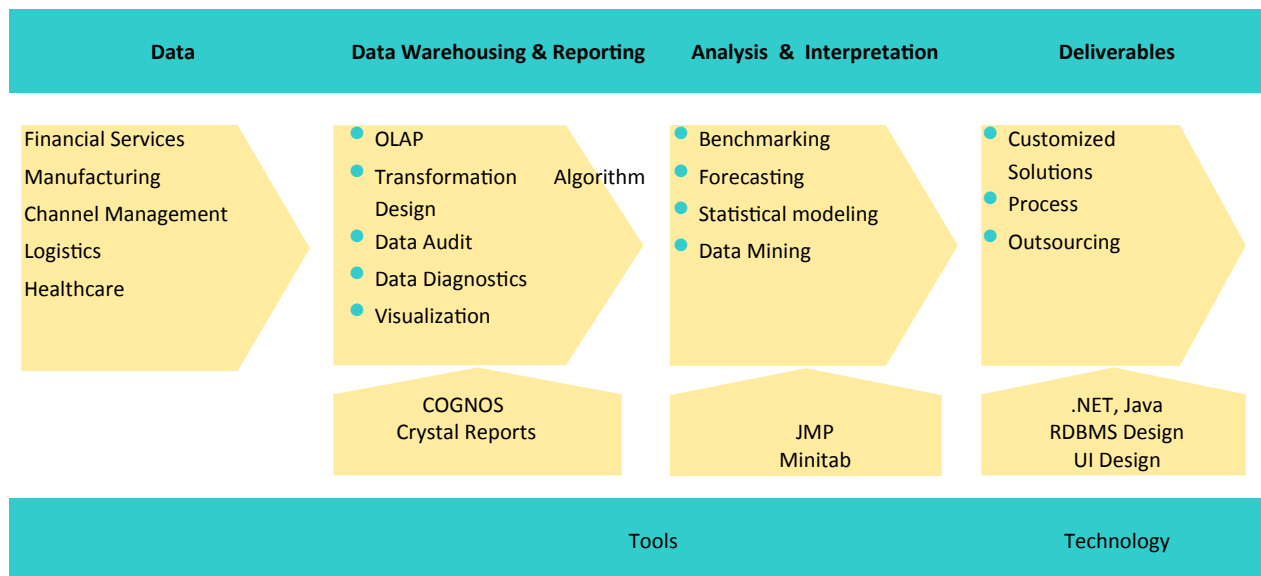 Data
Data Warehousing & Reporting
Analysis & Interpretation
Deliverables
Financial Services
Manufacturing
Channel Management
Logistics
Healthcare
OLAP
Transformation Algorithm
Design
Data Audit
Data Diagnostics
Visualization
Benchmarking
Forecasting
Statistical modeling
Data Mining
Customized
Solutions
Process
Outsourcing
COGNOS
Crystal Reports
JMP
Minitab
.NET, Java
RDBMS Design
UI Design
Tools
Technology